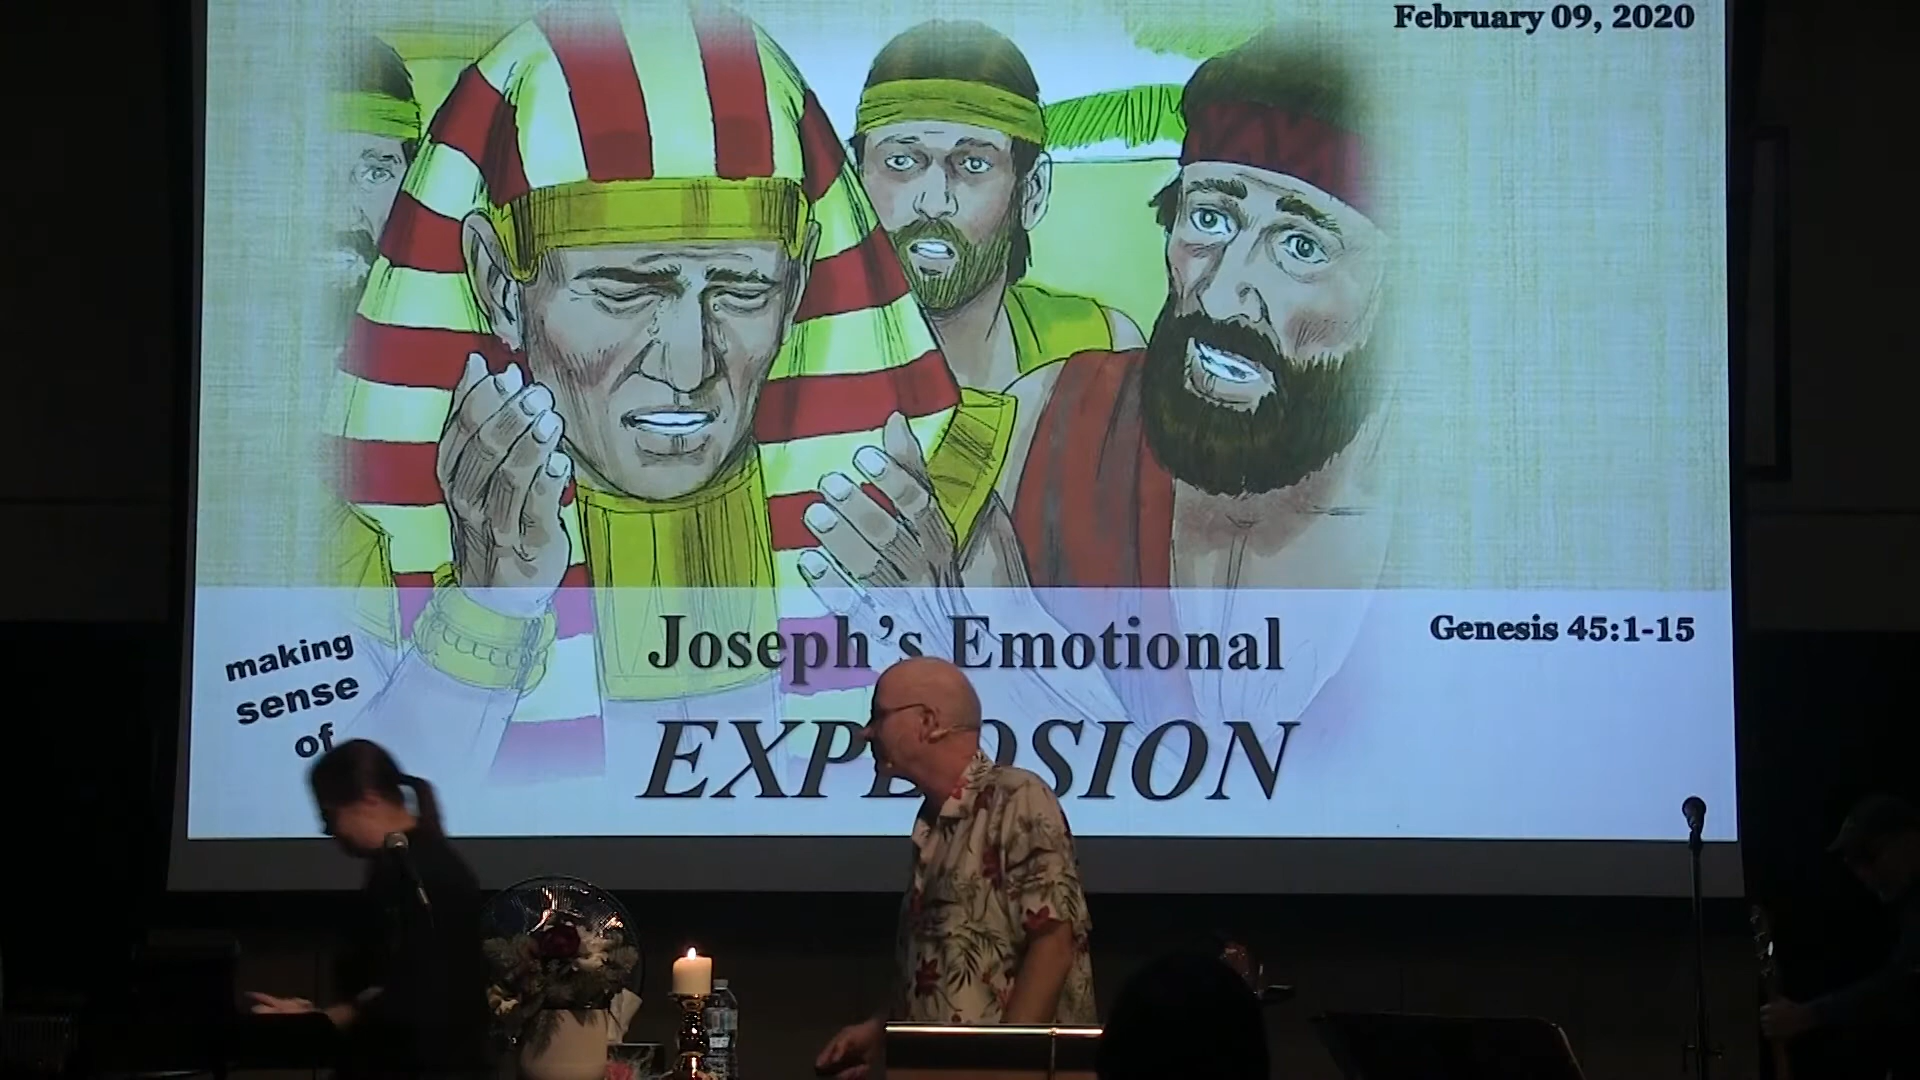 February 09, 2020
Joseph's Emotional
Genesis 45:1-15
making
sense
of